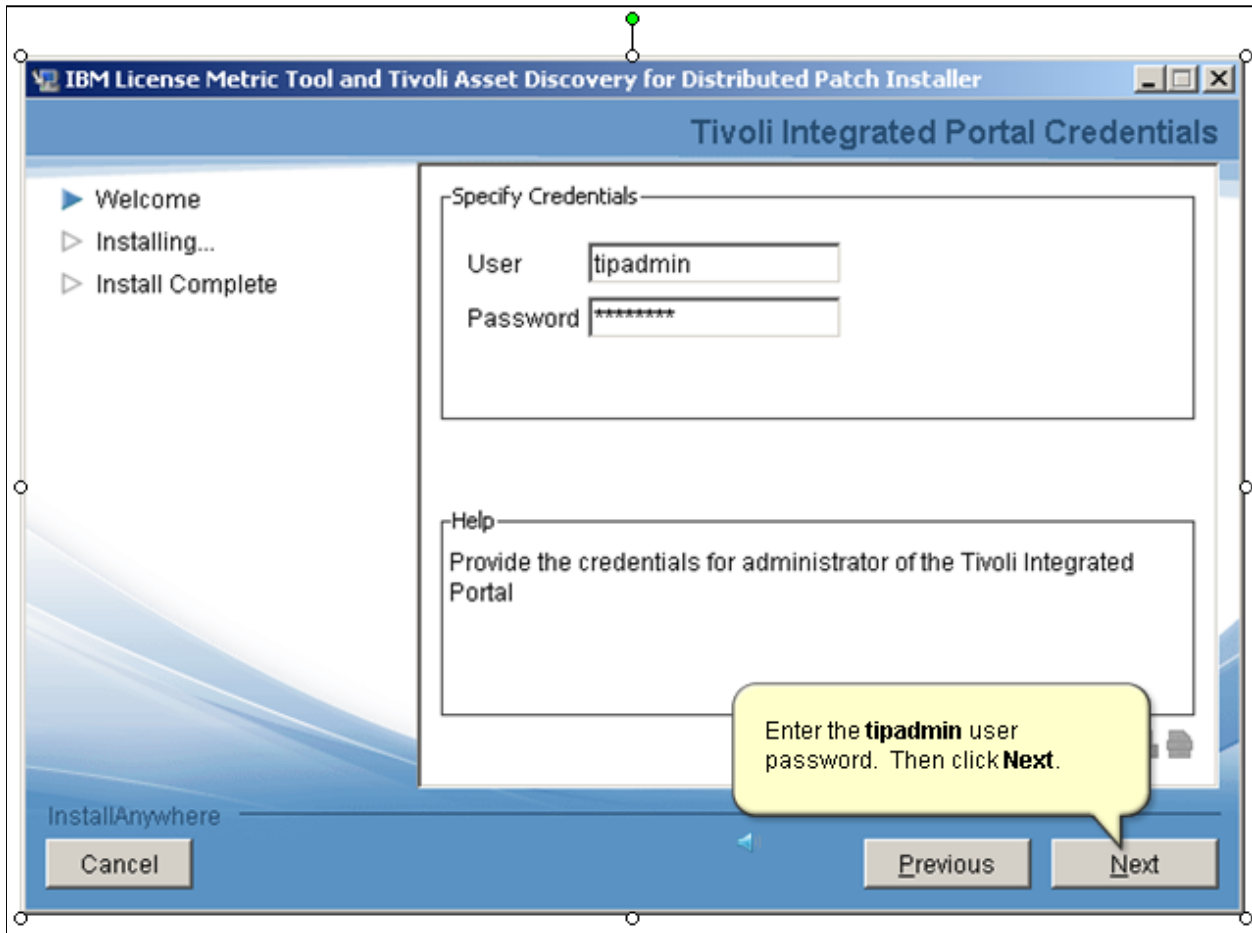 IBM License Metric Tool and Tivoli Asset Discovery for Distributed Patch Installer
Tivoli Integrated Portal Credentials
Welcome
Installing...
Install Complete
Specify Credentials
User
tipadmin
Password
********
Help
Provide the credentials for administrator of the Tivoli Integrated
Portal
Enter the tipadmin user
password.  Then click Next.
InstallAnywhere
Cancel
Previous
Next